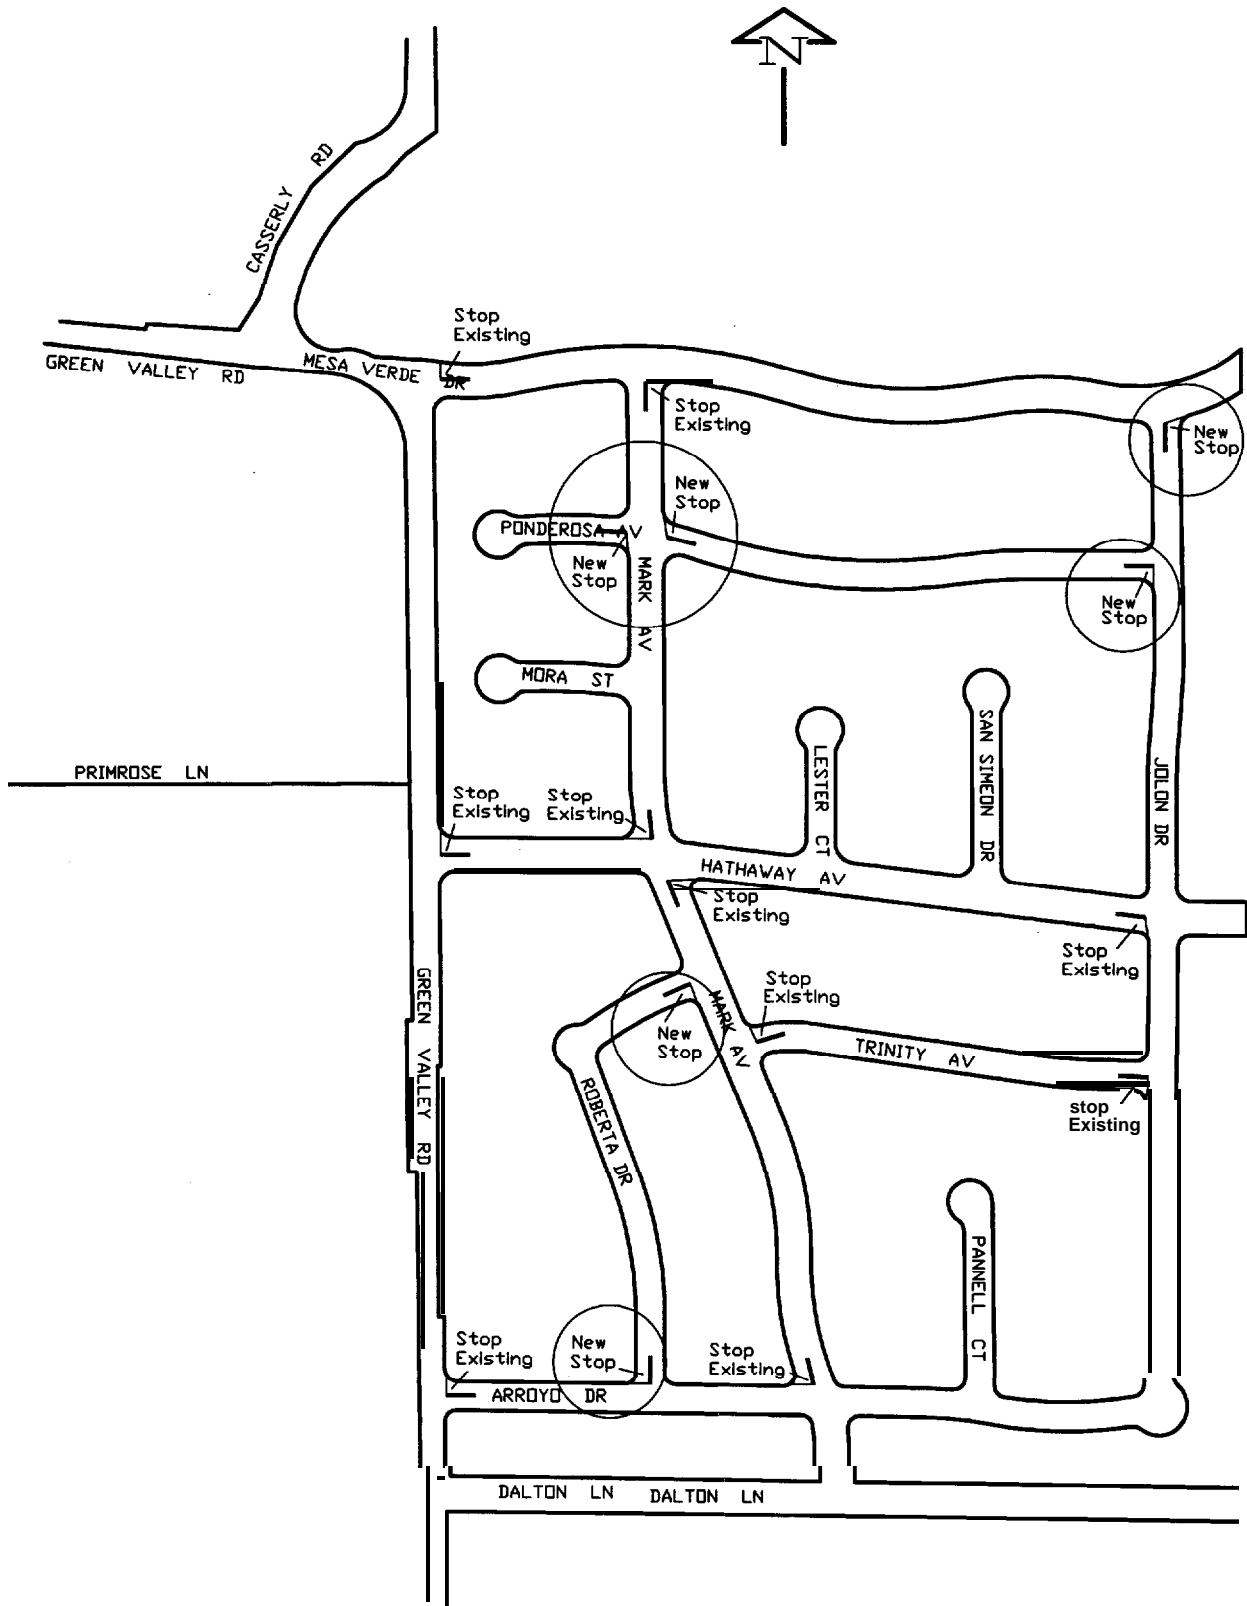 N
CASSERLY RD
Stop
Existing
GREEN VALLEY RD
MESA VERDE DR
Stop
Existing
New
Stop
New
Stop
PONDEROSA AV
New
Stop
MARK AV
New
Stop
MORA ST
SAN SIMEON DR
LESTER CT
JOLON DR
PRIMROSE LN
Stop
Existing
Stop
Existing
HATHAWAY AV
Stop
Existing
Stop
Existing
GREEN VALLEY RD
Stop
Existing
MARK AV
New
Stop
TRINITY AV
stop
Existing
ROBERTA DR
PANNELL CT
Stop
Existing
New
Stop
Stop
Existing
ARROYO DR
DALTON LN DALTON LN